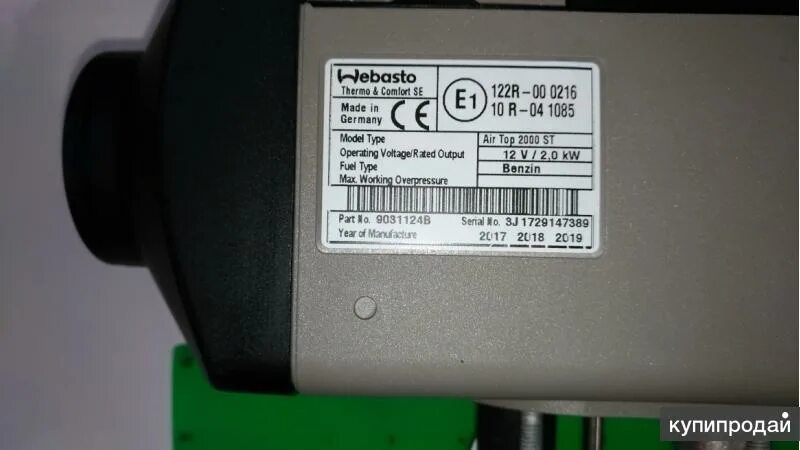 Webasto
Thermo & Comfort SE
Made in
Germany
CE
E1
122R-00 0216
10 R-04 1085
Model Type
Air Top 2000 ST
Operating Voltage/Rated Output
12 V / 2,0 kW
Fuel Type
Benzin
Max. Working Overpressure
Part No. 9031124B
Serial No. 3J1729147389
Year of Manufacture
2017 2018 2019
купипродай